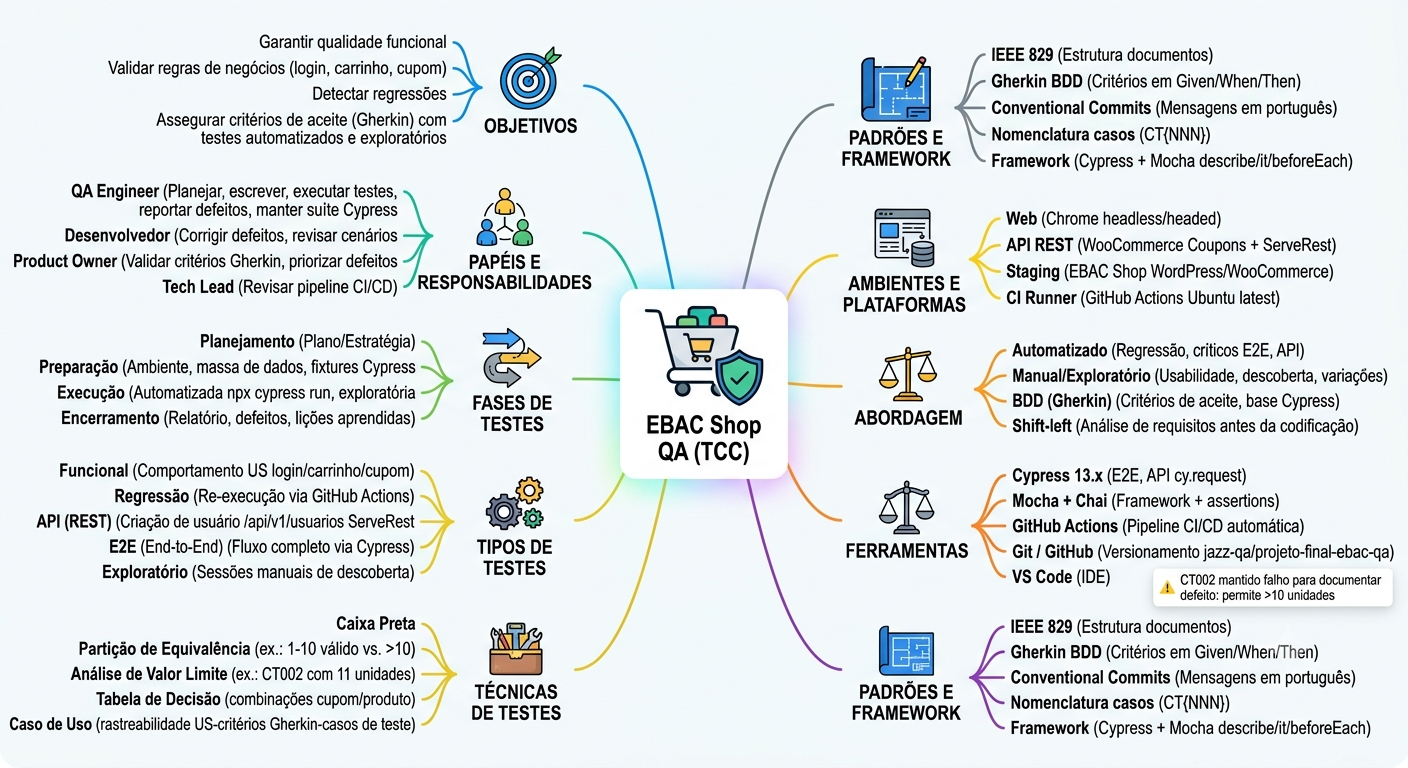 Garantir qualidade funcional
Validar regras de negócios (login, carrinho, cupom)
Detectar regressões
Assegurar critérios de aceite (Gherkin) com
testes automatizados e exploratórios
OBJETIVOS
QA Engineer (Planejar, escrever, executar testes,
reportar defeitos, manter suite Cypress
Desenvolvedor (Corrigir defeitos, revisar cenários
Product Owner (Validar critérios Gherkin, priorizar defeitos
Tech Lead (Revisar pipeline CI/CD)
PAPÉIS E
RESPONSABILIDADES
Planejamento (Plano/Estratégia)
Preparação (Ambiente, massa de dados, fixtures Cypress
Execução (Automatizada npx cypress run, exploratória
Encerramento (Relatório, defeitos, lições aprendidas)
FASES DE
TESTES
Funcional (Comportamento US login/carrinho/cupom)
Regressão (Re-execução via GitHub Actions)
API (REST) (Criação de usuário /api/v1/usuarios ServeRest
E2E (End-to-End) (Fluxo completo via Cypress)
Exploratório (Sessões manuais de descoberta)
TIPOS DE
TESTES
Caixa Preta
Partição de Equivalência (ex.: 1-10 válido vs. >10)
Análise de Valor Limite (ex.: CT002 com 11 unidades)
Tabela de Decisão (combinações cupom/produto)
Caso de Uso (rastreabilidade US-critérios Gherkin-casos de teste)
TÉCNICAS
DE TESTES
EBAC Shop
QA (TCC)
PADRÕES E
FRAMEWORK
IEEE 829 (Estrutura documentos)
Gherkin BDD (Critérios em Given/When/Then)
Conventional Commits (Mensagens em português)
Nomenclatura casos (CT{NNN})
Framework (Cypress + Mocha describe/it/beforeEach)
AMBIENTES E
PLATAFORMAS
Web (Chrome headless/headed)
API REST (WooCommerce Coupons + ServeRest)
Staging (EBAC Shop WordPress/WooCommerce)
CI Runner (GitHub Actions Ubuntu latest)
ABORDAGEM
Automatizado (Regressão, criticos E2E, API)
Manual/Exploratório (Usabilidade, descoberta, variações)
BDD (Gherkin) (Critérios de aceite, base Cypress)
Shift-left (Análise de requisitos antes da codificação)
FERRAMENTAS
Cypress 13.x (E2E, API cy.request)
Mocha + Chai (Framework + assertions)
GitHub Actions (Pipeline CI/CD automática)
Git / GitHub (Versionamento jazz-qa/projeto-final-ebac-qa)
VS Code (IDE)
CT002 mantido falho para documentar
defeito: permite >10 unidades
PADRÕES E
FRAMEWORK
IEEE 829 (Estrutura documentos)
Gherkin BDD (Critérios em Given/When/Then)
Conventional Commits (Mensagens em português)
Nomenclatura casos (CT{NNN})
Framework (Cypress + Mocha describe/it/beforeEach)